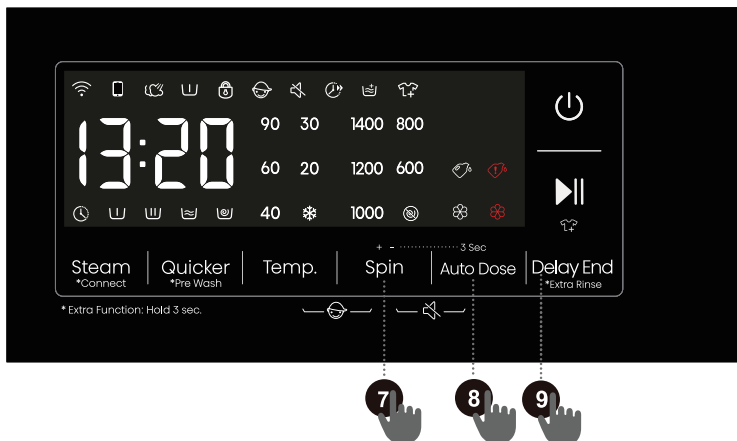 13:20
90 30 1400 800
60 20 1200 600
40 1000
+ - 3 Sec
Steam Quicker Temp. Spin Auto Dose Delay End
*Connect *Pre Wash *Extra Rinse
* Extra Function: Hold 3 sec.
7 8 9